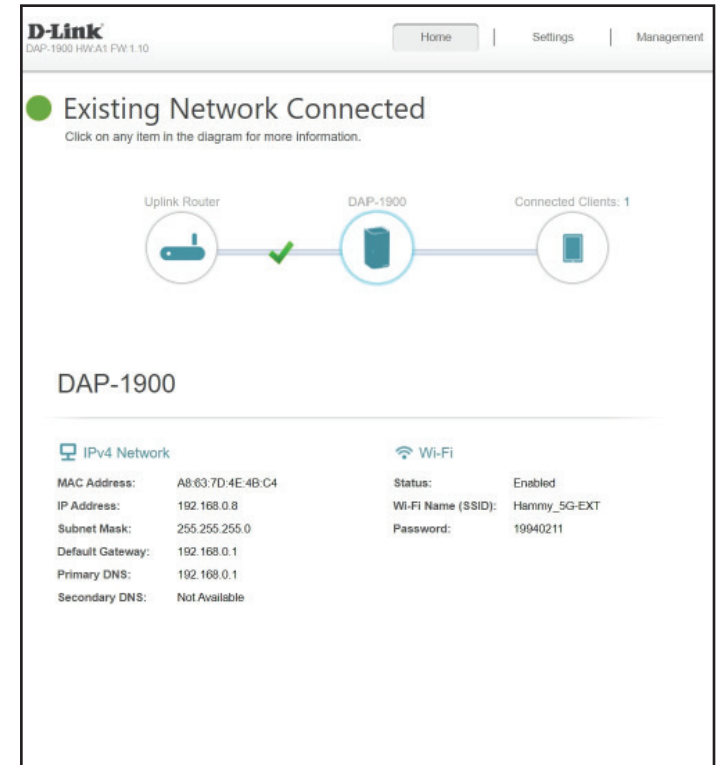 D-Link
DAP-1900 HW:A1 FW:1.10
Home | Settings | Management
Existing Network Connected
Click on any item in the diagram for more information.
Uplink Router DAP-1900 Connected Clients: 1
DAP-1900
IPv4 Network
MAC Address: A8:63:7D:4E:4B:C4
IP Address: 192.168.0.8
Subnet Mask: 255.255.255.0
Default Gateway: 192.168.0.1
Primary DNS: 192.168.0.1
Secondary DNS: Not Available
Wi-Fi
Status: Enabled
Wi-Fi Name (SSID): Hammy_5G-EXT
Password: 19940211